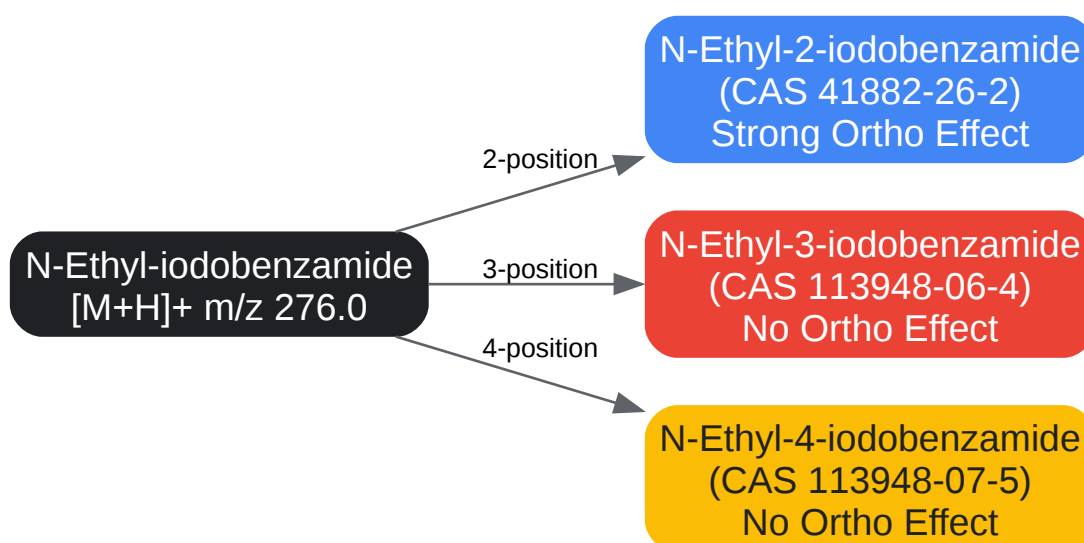 N-Ethyl-iodobenzamide
[M+H]+ m/z 276.0
2-position
3-position
4-position
N-Ethyl-2-iodobenzamide
(CAS 41882-26-2)
Strong Ortho Effect
N-Ethyl-3-iodobenzamide
(CAS 113948-06-4)
No Ortho Effect
N-Ethyl-4-iodobenzamide
(CAS 113948-07-5)
No Ortho Effect